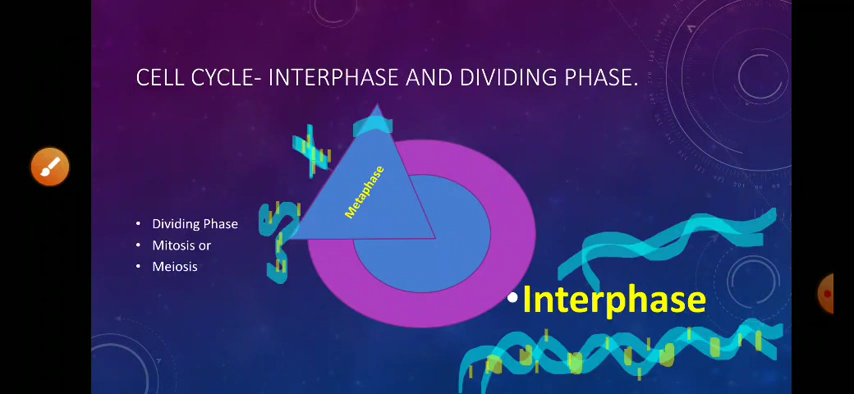 CELL CYCLE- INTERPHASE AND DIVIDING PHASE.
Metaphase
• Dividing Phase
• Mitosis or
• Meiosis
•Interphase